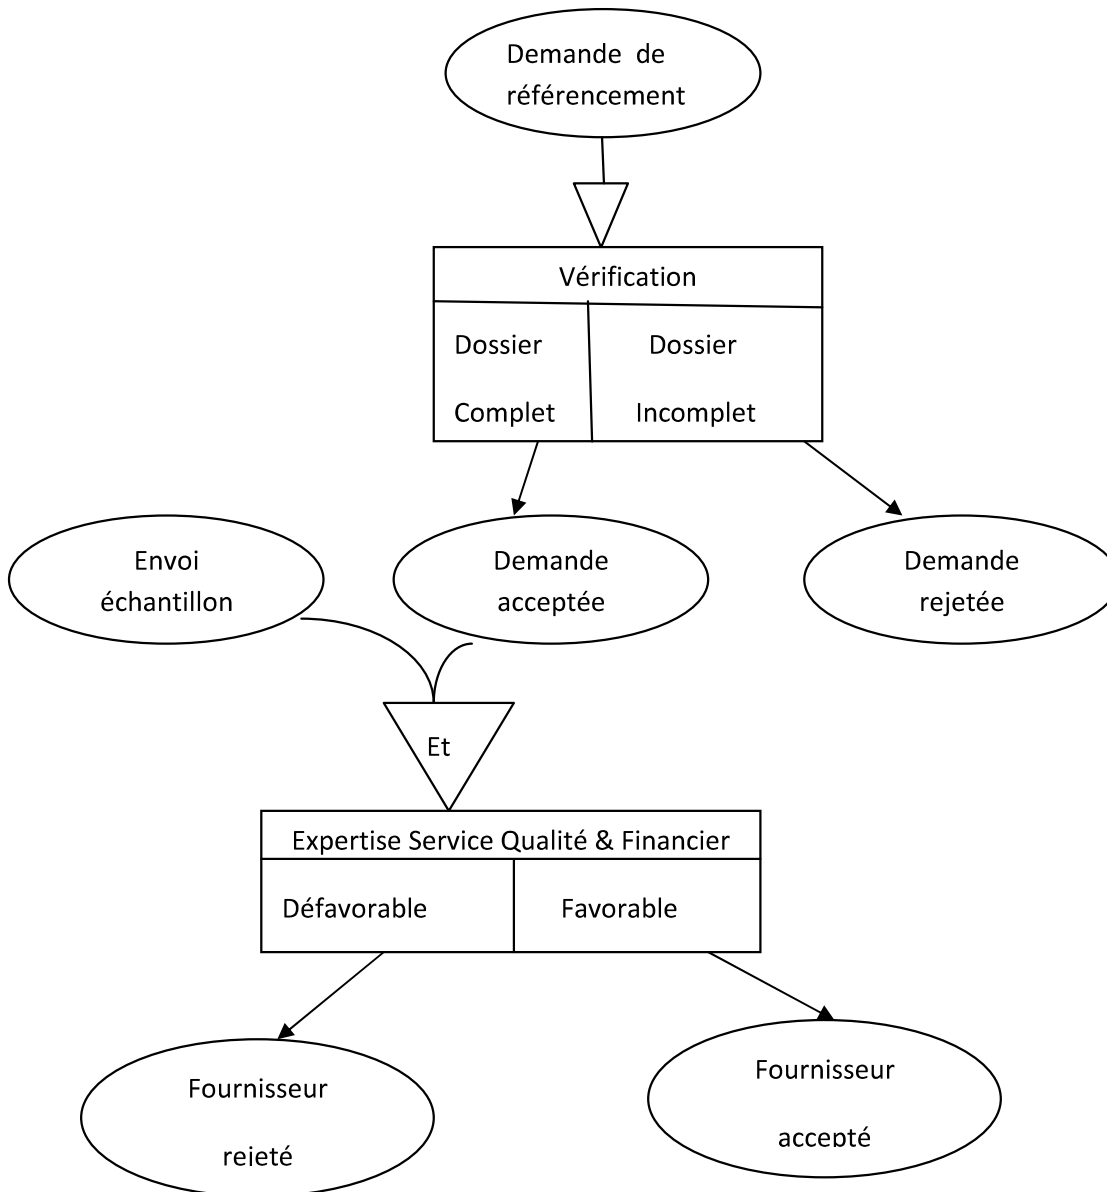 Demande de
référencement
Vérification
Dossier
Complet
Dossier
Incomplet
Envoi
échantillon
Demande
acceptée
Demande
rejetée
Et
Expertise Service Qualité & Financier
Défavorable
Favorable
Fournisseur
rejeté
Fournisseur
accepté